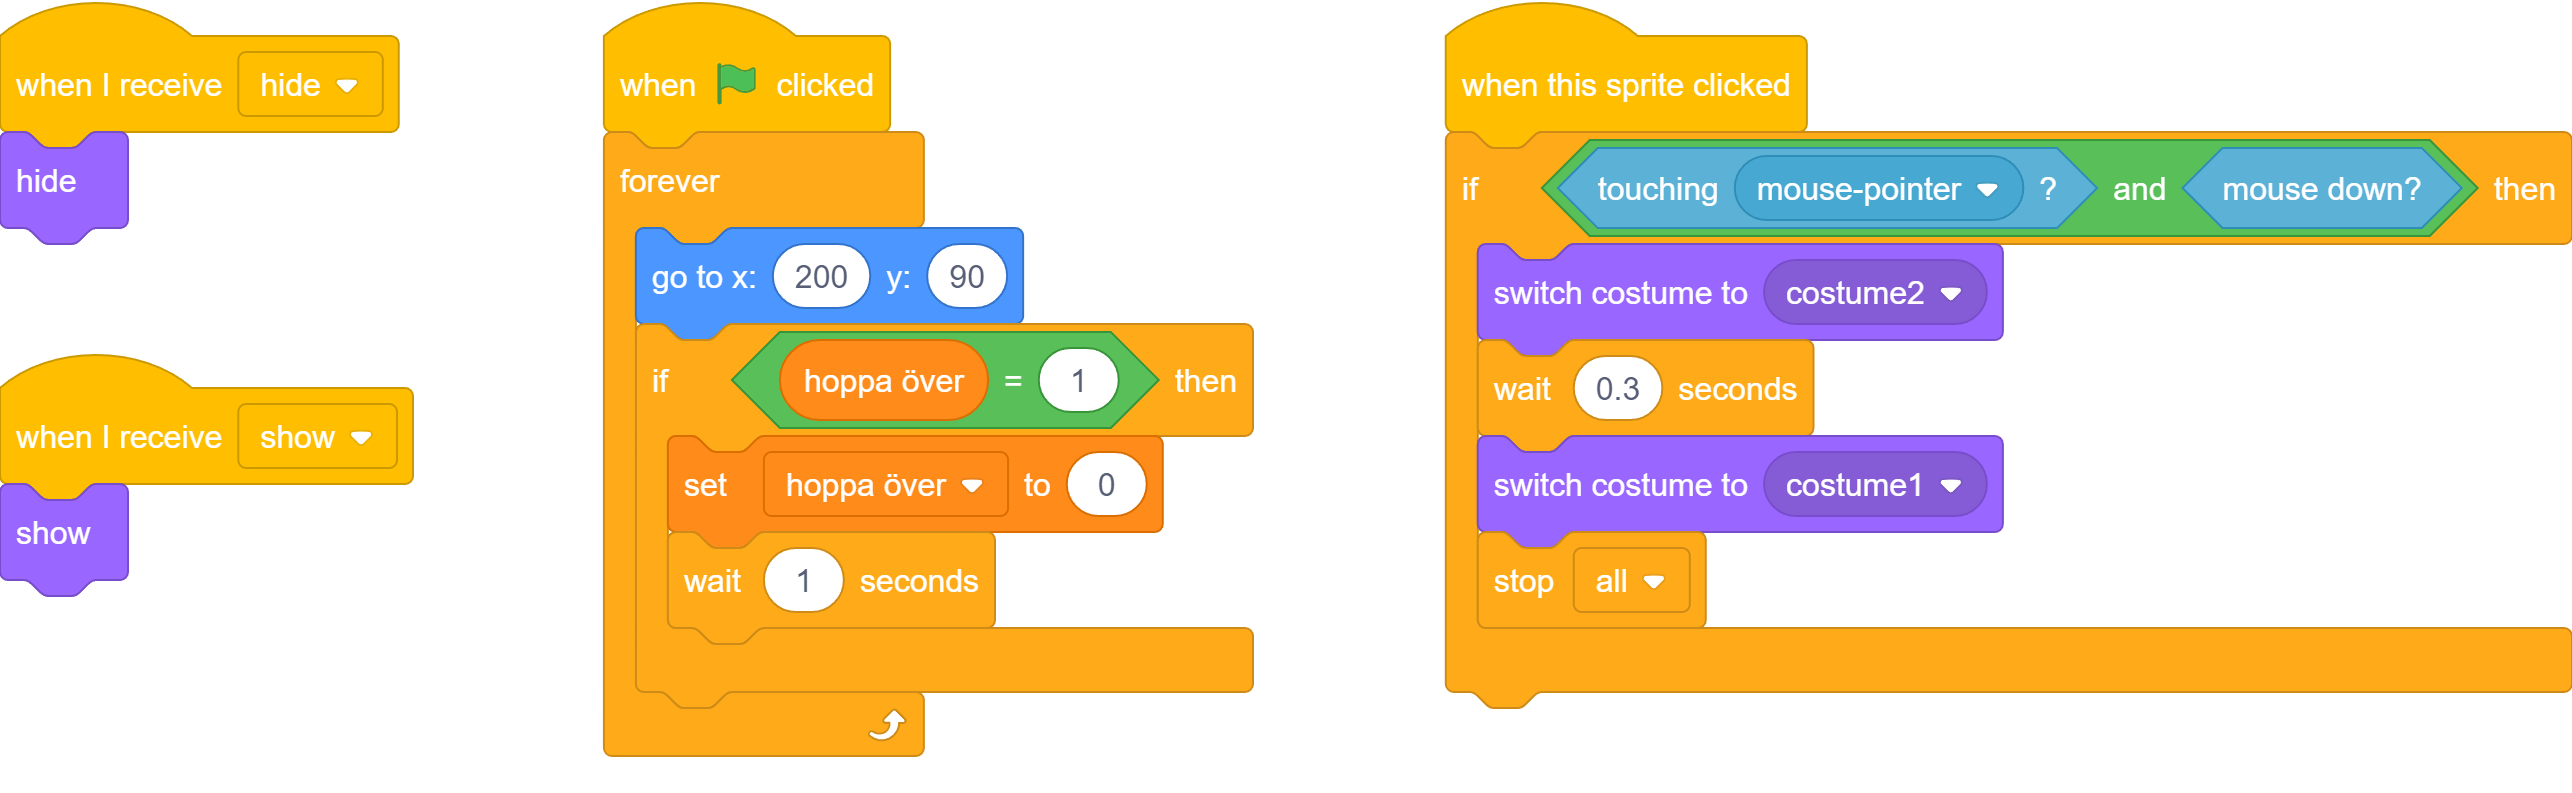 when I receive hide
hide
when I receive show
show
when clicked
forever
go to x: 200 y: 90
if hoppa över = 1 then
set hoppa över to 0
wait 1 seconds
when this sprite clicked
if touching mouse-pointer ? and mouse down? then
switch costume to costume2
wait 0.3 seconds
switch costume to costume1
stop all